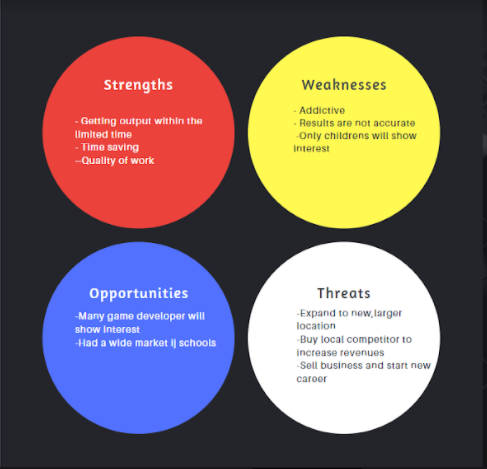 Strengths
- Getting output within the
limited time
- Time saving
--Quality of work
Weaknesses
- Addictive
- Results are not accurate
-Only childrens will show
interest
Opportunities
-Many game developer will
show interest
-Had a wide market ij schools
Threats
-Expand to new,larger
location
-Buy local competitor to
increase revenues
-Sell business and start new
career